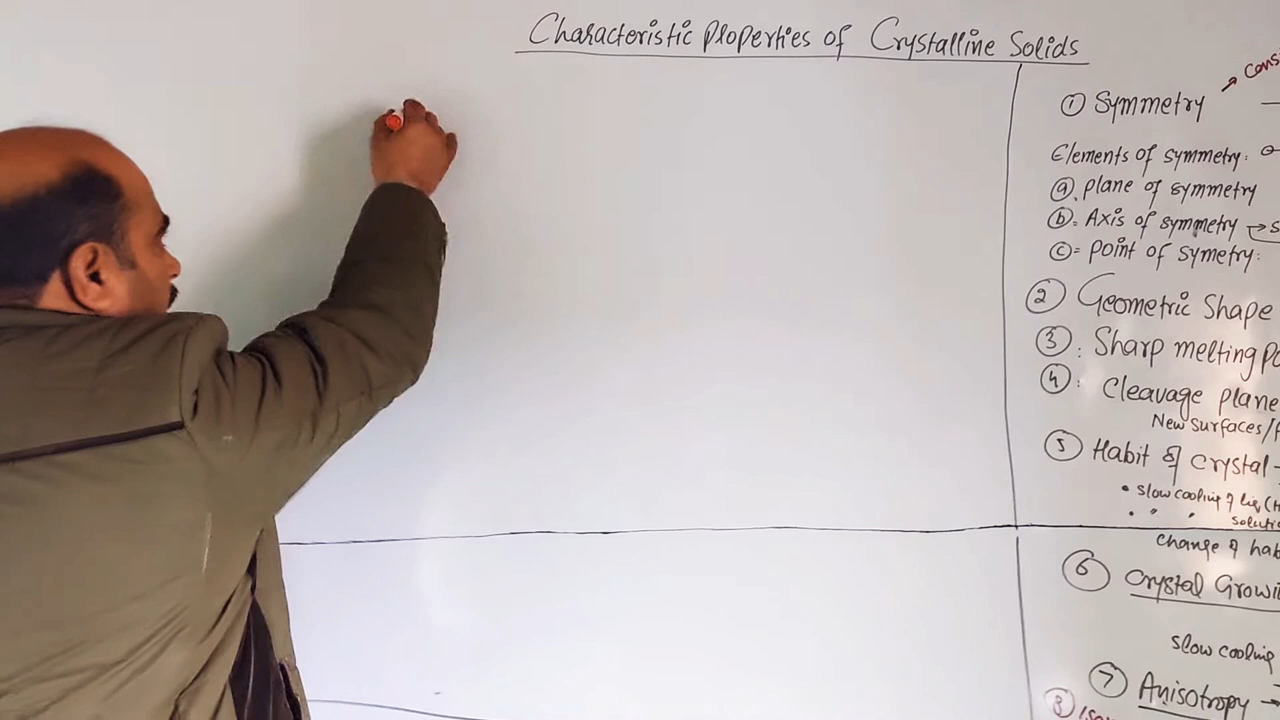 Characteristic Properties of Crystalline Solids
① Symmetry → Cons
Elements of symmetry:
ⓐ. plane of symmetry
ⓑ= Axis of symmetry → S
ⓒ= Point of symetry:
② Geometric Shape
③: Sharp melting Po
④: Cleavage plane
New surfaces/
⑤ Habit of crystal -
• slow cooling of liq (H
• " " soluti
change of hab
⑥ Crystal Growi
slow cooling
⑦ Anisotropy →
⑧